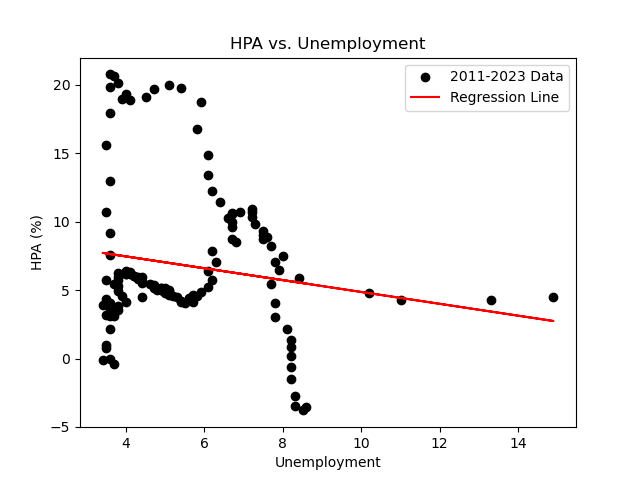 HPA vs. Unemployment
2011-2023 Data
Regression Line
HPA (%)
20
15
10
5
0
−5
4 6 8 10 12 14
Unemployment